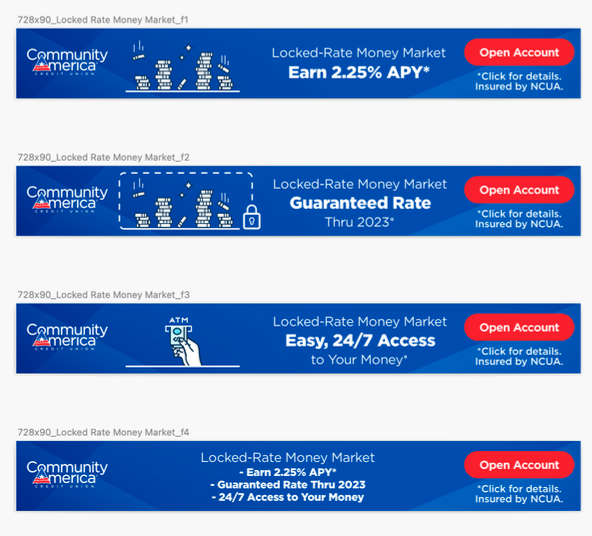 728x90_Locked Rate Money Market_f1
Community
America
CREDIT UNION
Locked-Rate Money Market
Earn 2.25% APY*
Open Account
*Click for details.
Insured by NCUA.
728x90_Locked Rate Money Market_f2
Community
America
CREDIT UNION
Locked-Rate Money Market
Guaranteed Rate
Thru 2023*
Open Account
*Click for details.
Insured by NCUA.
728x90_Locked Rate Money Market_f3
Community
America
CREDIT UNION
ATM
Locked-Rate Money Market
Easy, 24/7 Access
to Your Money*
Open Account
*Click for details.
Insured by NCUA.
728x90_Locked Rate Money Market_f4
Community
America
CREDIT UNION
Locked-Rate Money Market
- Earn 2.25% APY*
- Guaranteed Rate Thru 2023
- 24/7 Access to Your Money
Open Account
*Click for details.
Insured by NCUA.